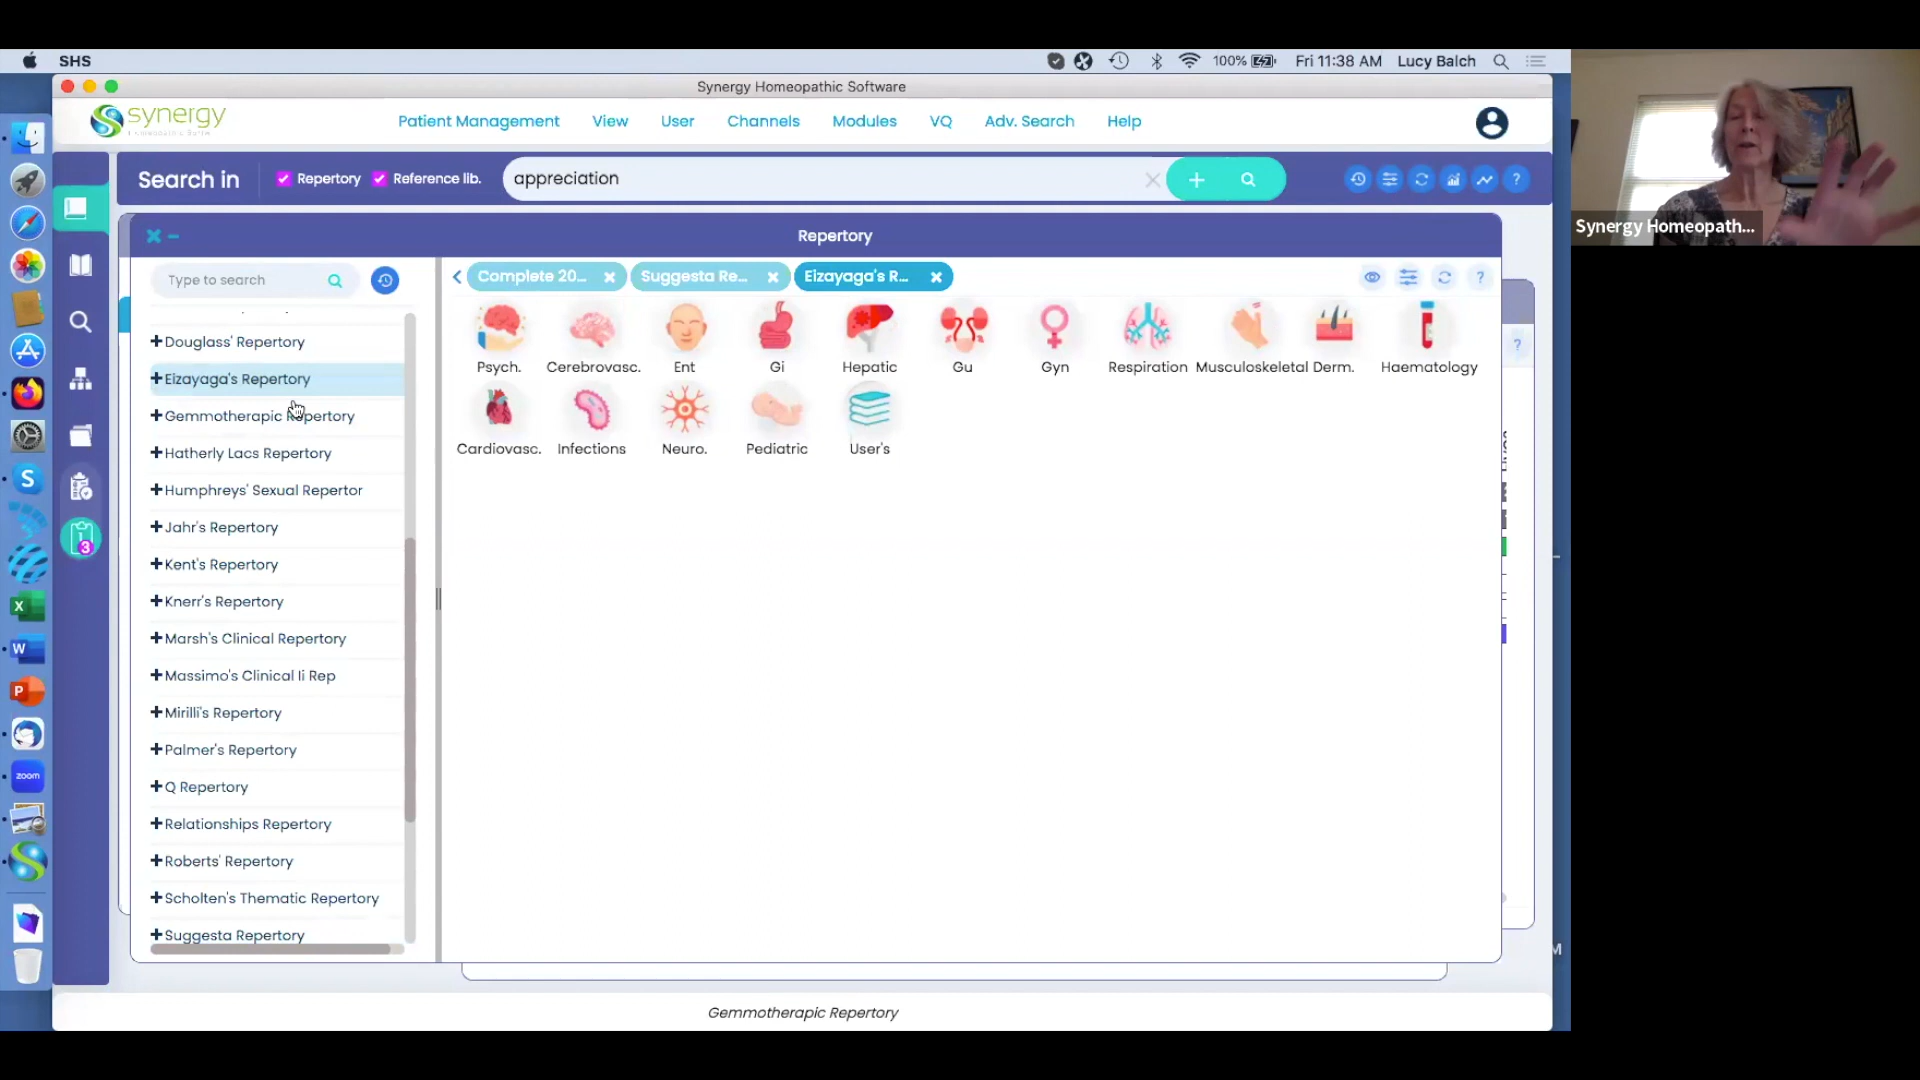 SHS
100%
Fri 11:38 AM
Lucy Balch
Synergy Homeopathic Software
synergy
Patient Management
View
User
Channels
Modules
VQ
Adv. Search
Help
Search in
Repertory
Reference lib.
appreciation
Synergy Homeopath...
Repertory
Type to search
Complete 20...
Suggesta Re...
Eizayaga's R...
Psych.
Cerebrovasc.
Ent
Gi
Hepatic
Gu
Gyn
Respiration
Musculoskeletal
Derm.
Haematology
Cardiovasc.
Infections
Neuro.
Pediatric
User's
Douglass' Repertory
Eizayaga's Repertory
Gemmotherapic Repertory
Hatherly Lacs Repertory
Humphreys' Sexual Repertor
Jahr's Repertory
Kent's Repertory
Knerr's Repertory
Marsh's Clinical Repertory
Massimo's Clinical Ii Rep
Mirilli's Repertory
Palmer's Repertory
Q Repertory
Relationships Repertory
Roberts' Repertory
Scholten's Thematic Repertory
Suggesta Repertory
3
zoom
Gemmotherapic Repertory